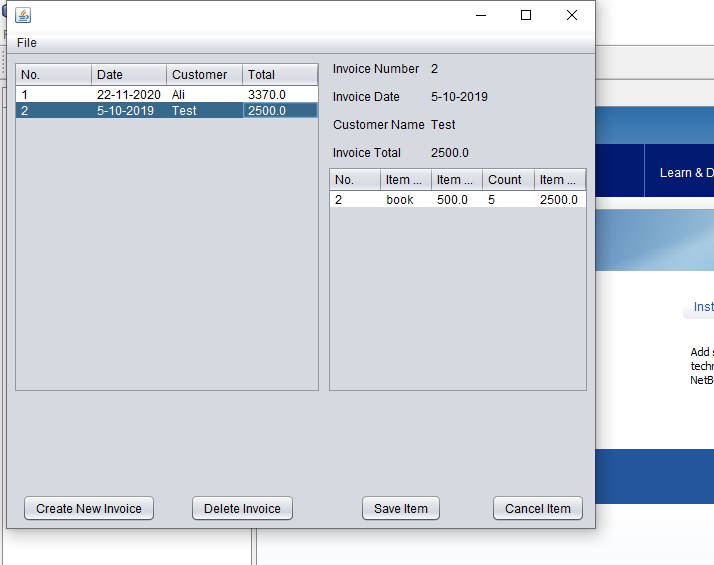 File
No. Date Customer Total
1 22-11-2020 Ali 3370.0
2 5-10-2019 Test 2500.0
Invoice Number 2
Invoice Date 5-10-2019
Customer Name Test
Invoice Total 2500.0
No. Item ... Item ... Count Item ...
2 book 500.0 5 2500.0
Create New Invoice
Delete Invoice
Save Item
Cancel Item
Learn & D
Inst
Add
techn
NetB